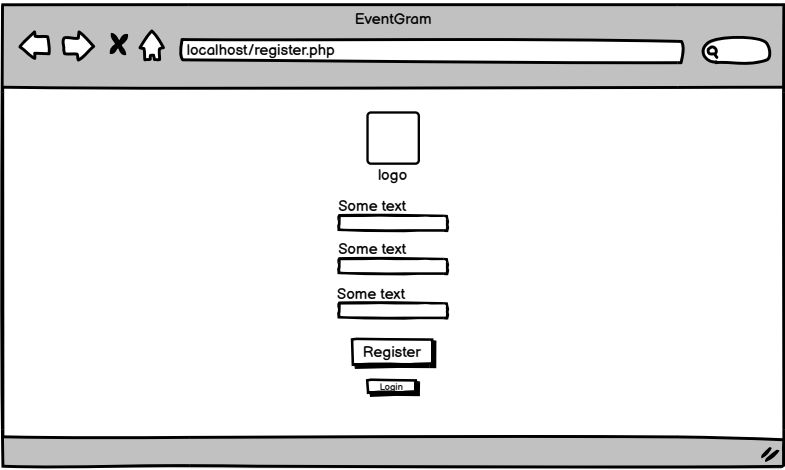 EventGram
localhost/register.php
logo
Some text
Some text
Some text
Register
Login